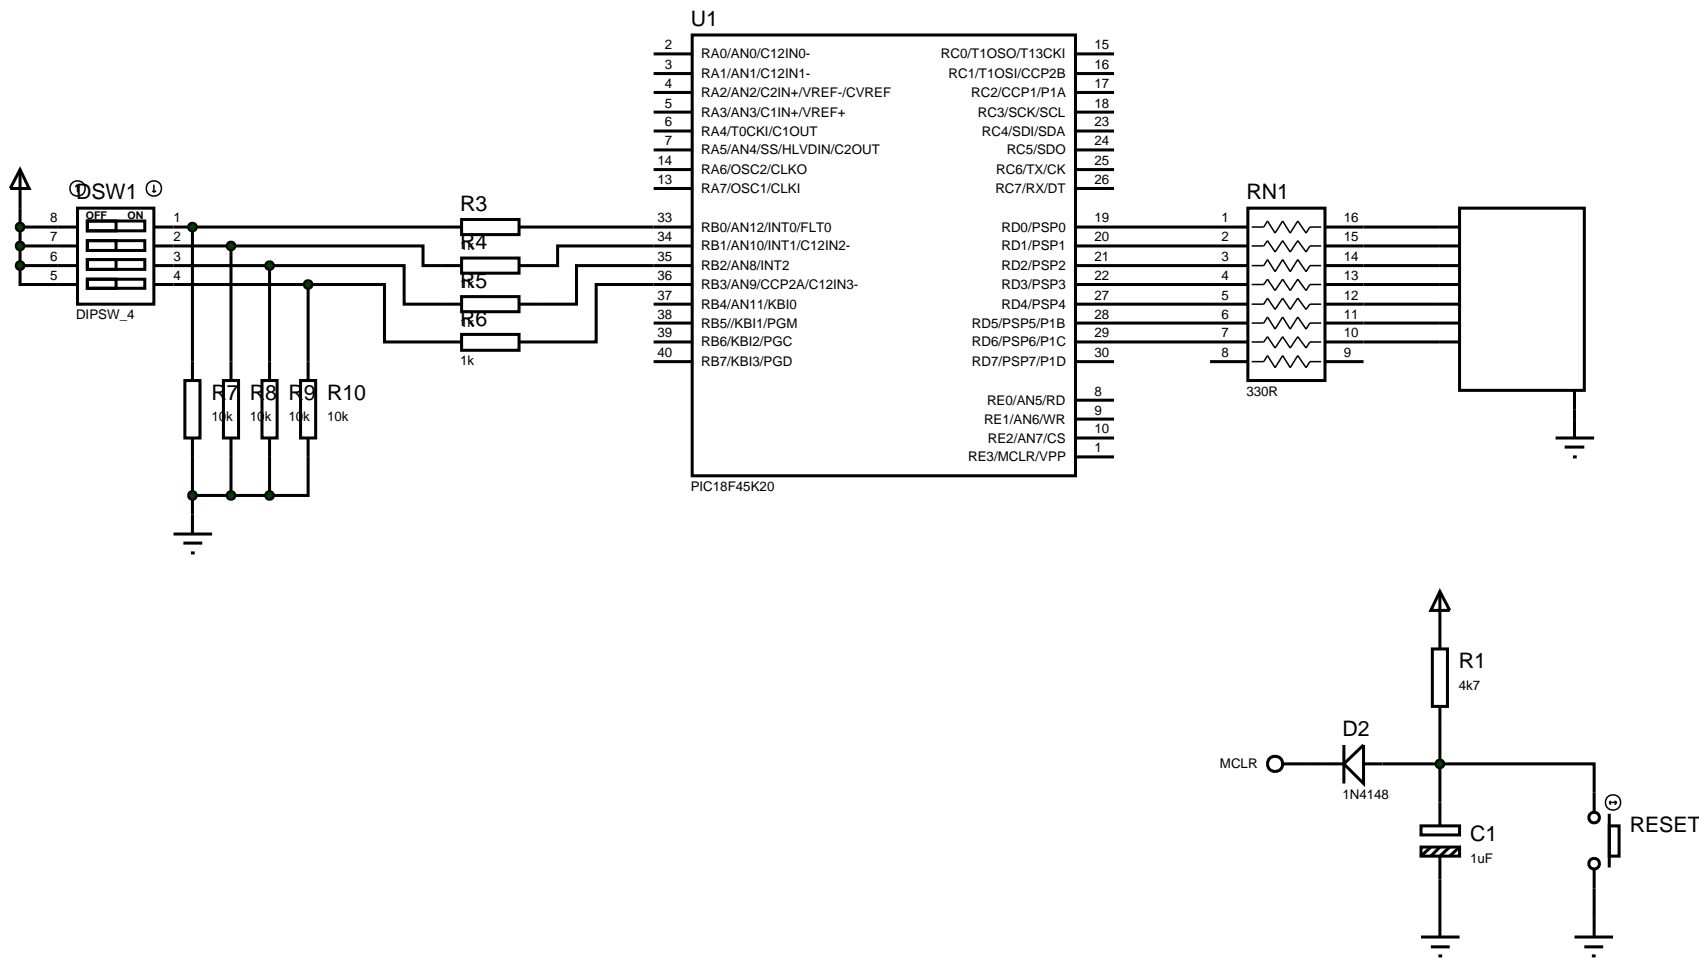 U1
2 RA0/AN0/C12IN0- RC0/T1OSO/T13CKI 15
3 RA1/AN1/C12IN1- RC1/T1OSI/CCP2B 16
4 RA2/AN2/C2IN+/VREF-/CVREF RC2/CCP1/P1A 17
5 RA3/AN3/C1IN+/VREF+ RC3/SCK/SCL 18
6 RA4/T0CKI/C1OUT RC4/SDI/SDA 23
7 RA5/AN4/SS/HLVDIN/C2OUT RC5/SDO 24
14 RA6/OSC2/CLKO RC6/TX/CK 25
13 RA7/OSC1/CLKI RC7/RX/DT 26
33 RB0/AN12/INT0/FLT0 RD0/PSP0 19
34 RB1/AN10/INT1/C12IN2- RD1/PSP1 20
35 RB2/AN8/INT2 RD2/PSP2 21
36 RB3/AN9/CCP2A/C12IN3- RD3/PSP3 22
37 RB4/AN11/KBI0 RD4/PSP4 27
38 RB5//KBI1/PGM RD5/PSP5/P1B 28
39 RB6/KBI2/PGC RD6/PSP6/P1C 29
40 RB7/KBI3/PGD RD7/PSP7/P1D 30
RE0/AN5/RD 8
RE1/AN6/WR 9
RE2/AN7/CS 10
RE3/MCLR/VPP 1
PIC18F45K20
DSW1
OFF ON
8 1
7 2
6 3
5 4
DIPSW_4
R3
1k
R4
1k
R5
1k
R6
1k
R7 R8 R9 R10
10k 10k 10k 10k
RN1
1 16
2 15
3 14
4 13
5 12
6 11
7 10
8 9
330R
R1
4k7
D2
MCLR
1N4148
C1
1uF
RESET